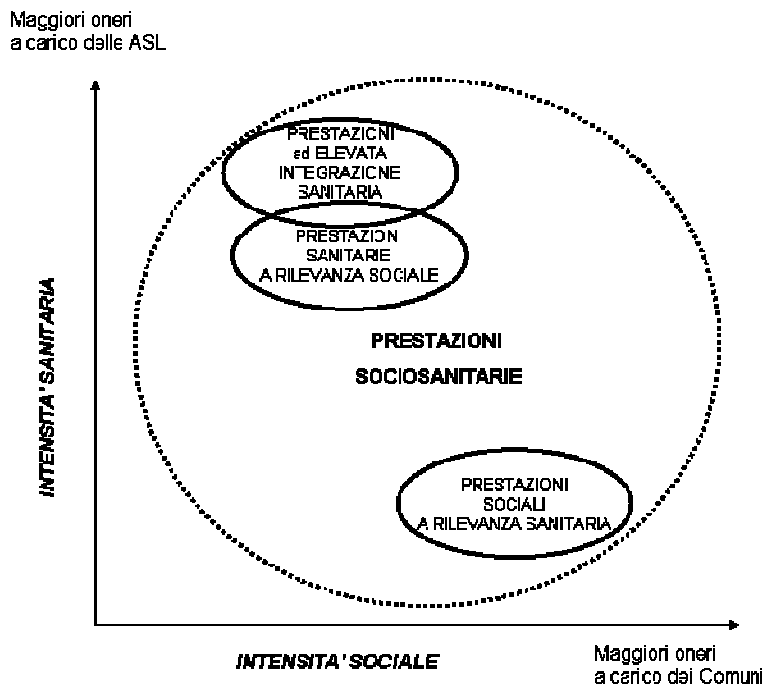 Maggiori oneri
a carico delle ASL
PRESTAZIONI
ad ELEVATA
INTEGRAZIONE
SANITARIA
PRESTAZIONI
SANITARIE
A RILEVANZA SOCIALE
PRESTAZIONI
SOCIOSANITARIE
INTENSITA' SANITARIA
PRESTAZIONI
SOCIALI
A RILEVANZA SANITARIA
INTENSITA' SOCIALE
Maggiori oneri
a carico dei Comuni